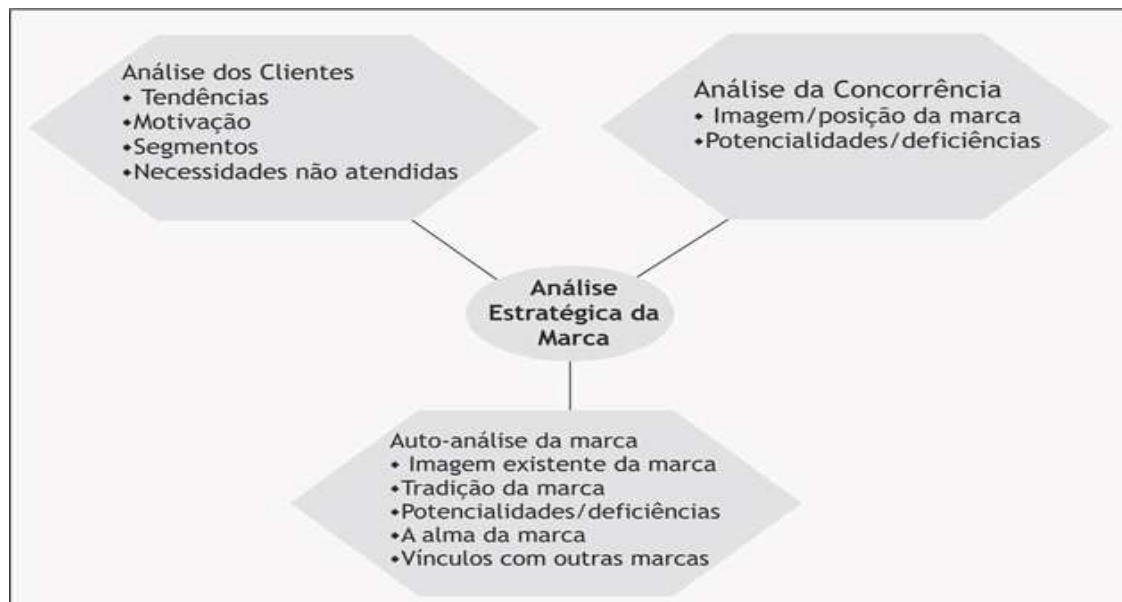 Análise dos Clientes
• Tendências
•Motivação
•Segmentos
•Necessidades não atendidas
Análise da Concorrência
• Imagem/posição da marca
•Potencialidades/deficiências
Análise
Estratégica da
Marca
Auto-análise da marca
• Imagem existente da marca
•Tradição da marca
•Potencialidades/deficiências
•A alma da marca
•Vínculos com outras marcas